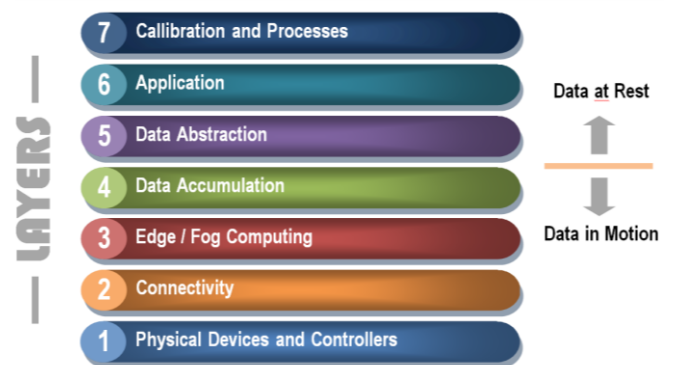 LAYERS
7 Callibration and Processes
6 Application
5 Data Abstraction
4 Data Accumulation
3 Edge / Fog Computing
2 Connectivity
1 Physical Devices and Controllers
Data at Rest
Data in Motion